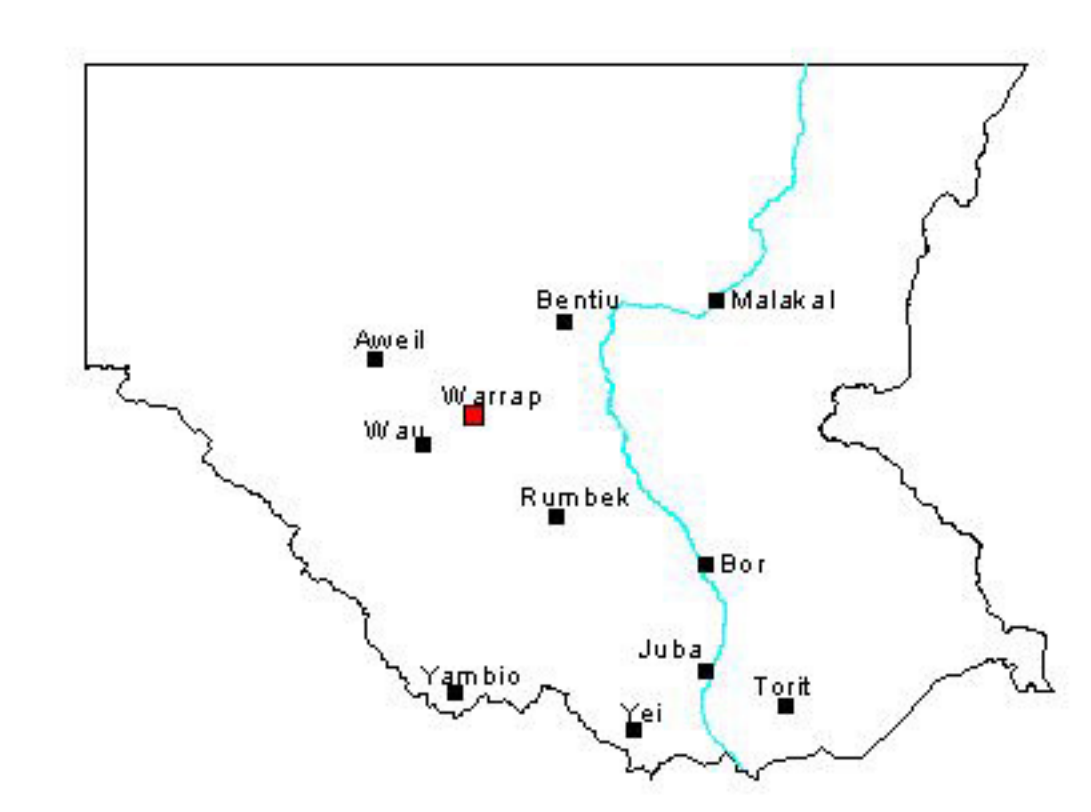 Bentiu
Malakal
Aweil
Warrap
Wau
Rumbek
Bor
Juba
Yambio
Torit
Yei